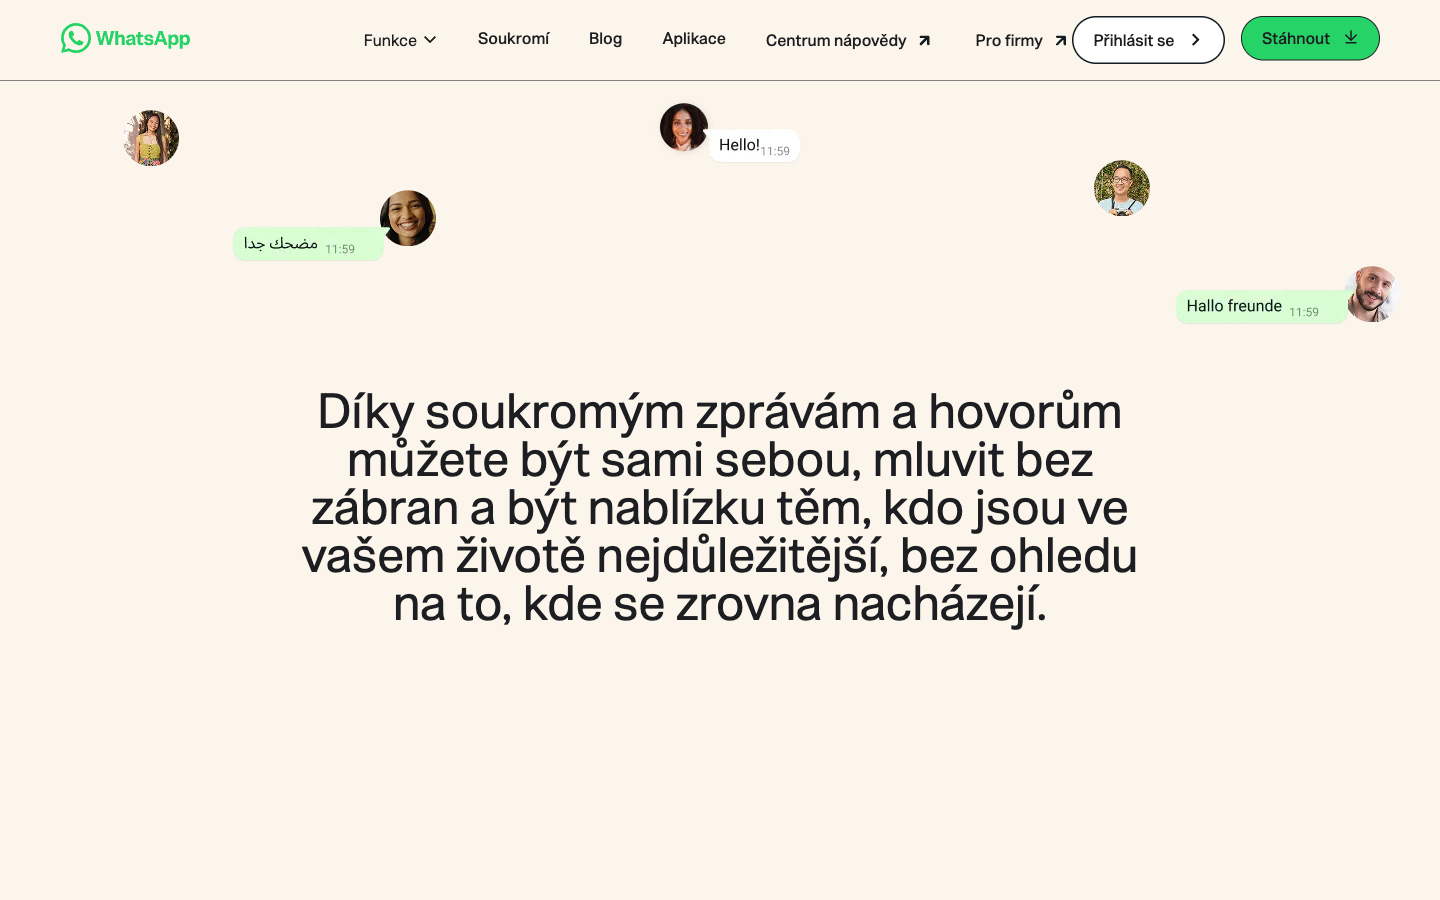 WhatsApp
Funkce
Soukromí
Blog
Aplikace
Centrum nápovědy
Pro firmy
Přihlásit se
Stáhnout
Hello! 11:59
مضحك جدا 11:59
Hallo freunde 11:59
Díky soukromým zprávám a hovorům
můžete být sami sebou, mluvit bez
zábran a být nablízku těm, kdo jsou ve
vašem životě nejdůležitější, bez ohledu
na to, kde se zrovna nacházejí.